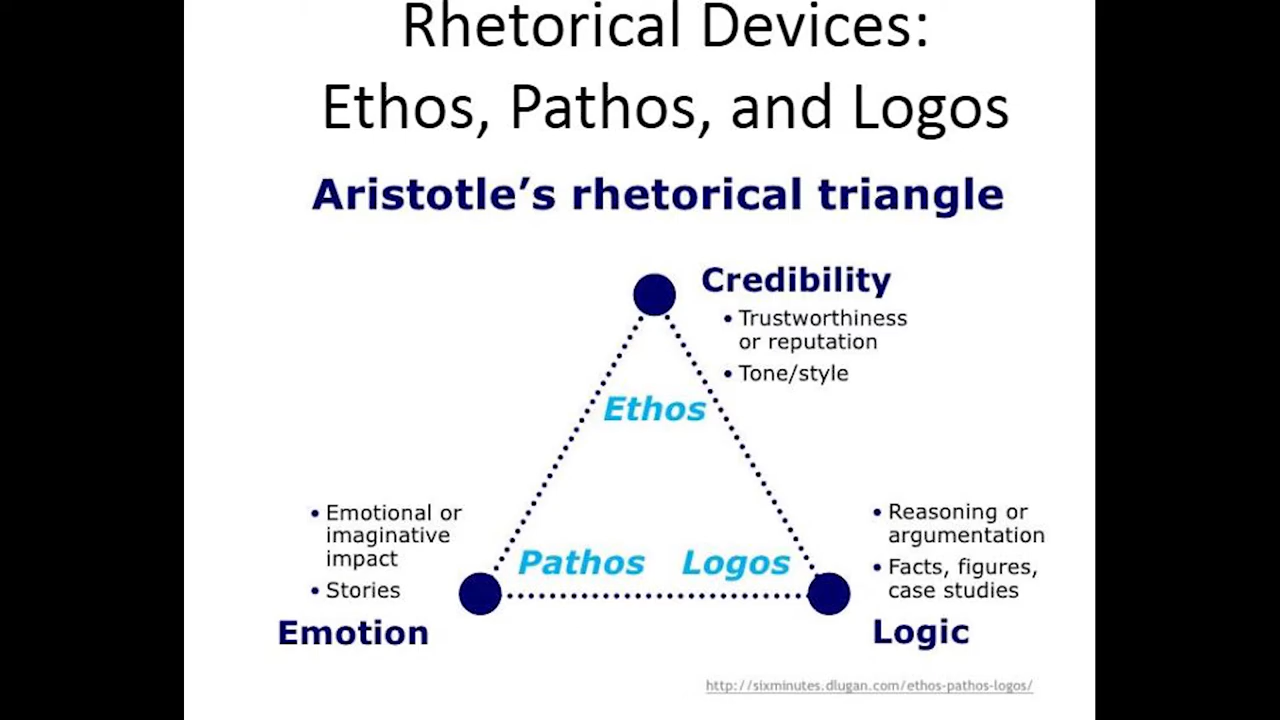 Rhetorical Devices:
Ethos, Pathos, and Logos
Aristotle’s rhetorical triangle
Credibility
• Trustworthiness
or reputation
• Tone/style
Ethos
• Emotional or
imaginative
impact
• Stories
Emotion
Pathos
Logos
• Reasoning or
argumentation
• Facts, figures,
case studies
Logic
http://sixminutes.dlugan.com/ethos-pathos-logos/